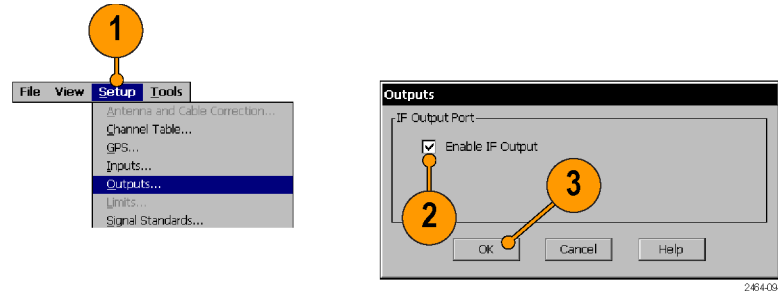 1
File View Setup Tools
Antenna and Cable Correction...
Channel Table...
GPS...
Inputs...
Outputs...
Limits...
Signal Standards...
Outputs
IF Output Port
Enable IF Output
2
3
OK Cancel Help
2464-09